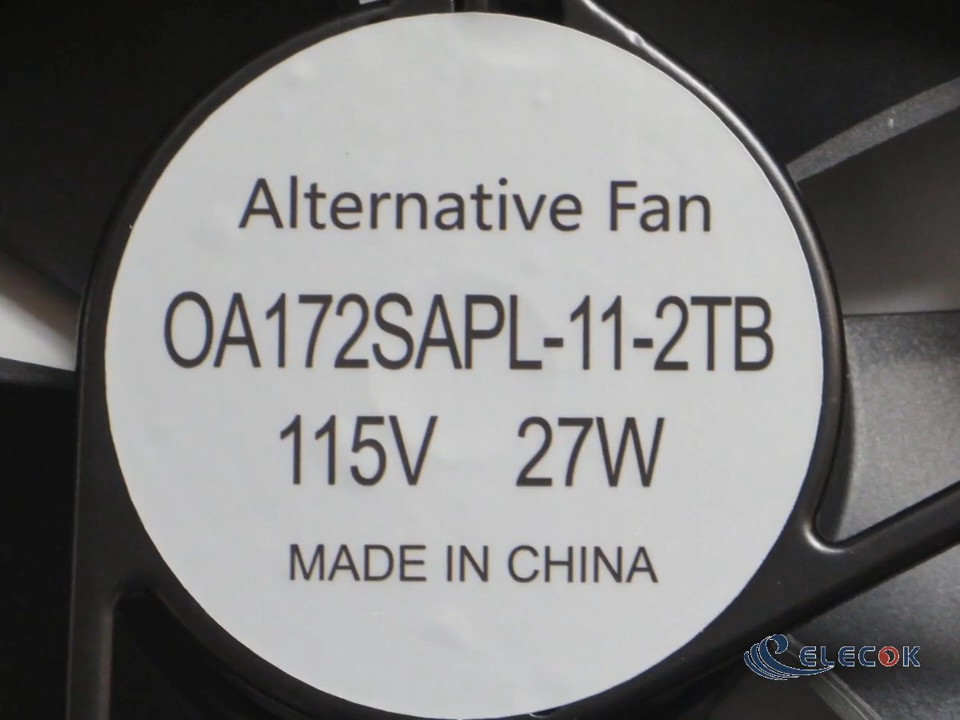 Alternative Fan
OA172SAPL-11-2TB
115V 27W
MADE IN CHINA
ELECOK